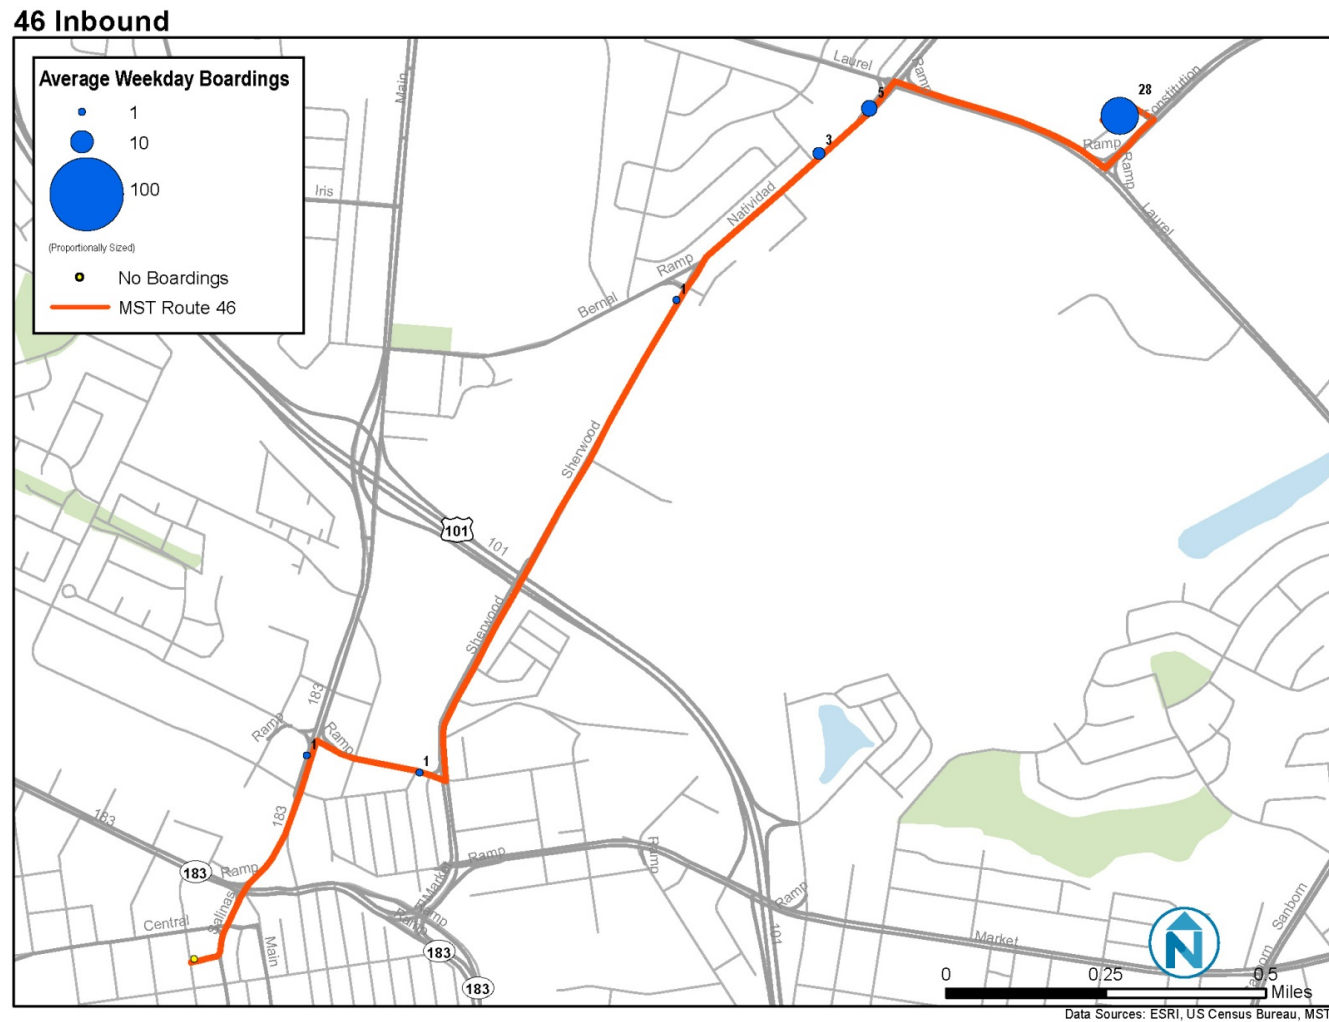 46 Inbound
Average Weekday Boardings
1
10
100
(Proportionally Sized)
No Boardings
MST Route 46
Laurel
Ramp
5
28
Constitution
3
Ramp
Ramp
Main
Iris
Natividad
Laurel
Ramp
1
Bernal
Sherwood
101
101
Sherwood
183
Ramp
Ramp
1
1
183
183
183
Ramp
Ramp
Ramp
Market
Ramp
Ramp
Ramp
Salinas
Central
Main
183
183
101
Market
Sanborn
Sanborn
N
0
0.25
0.5
Miles
Data Sources: ESRI, US Census Bureau, MST